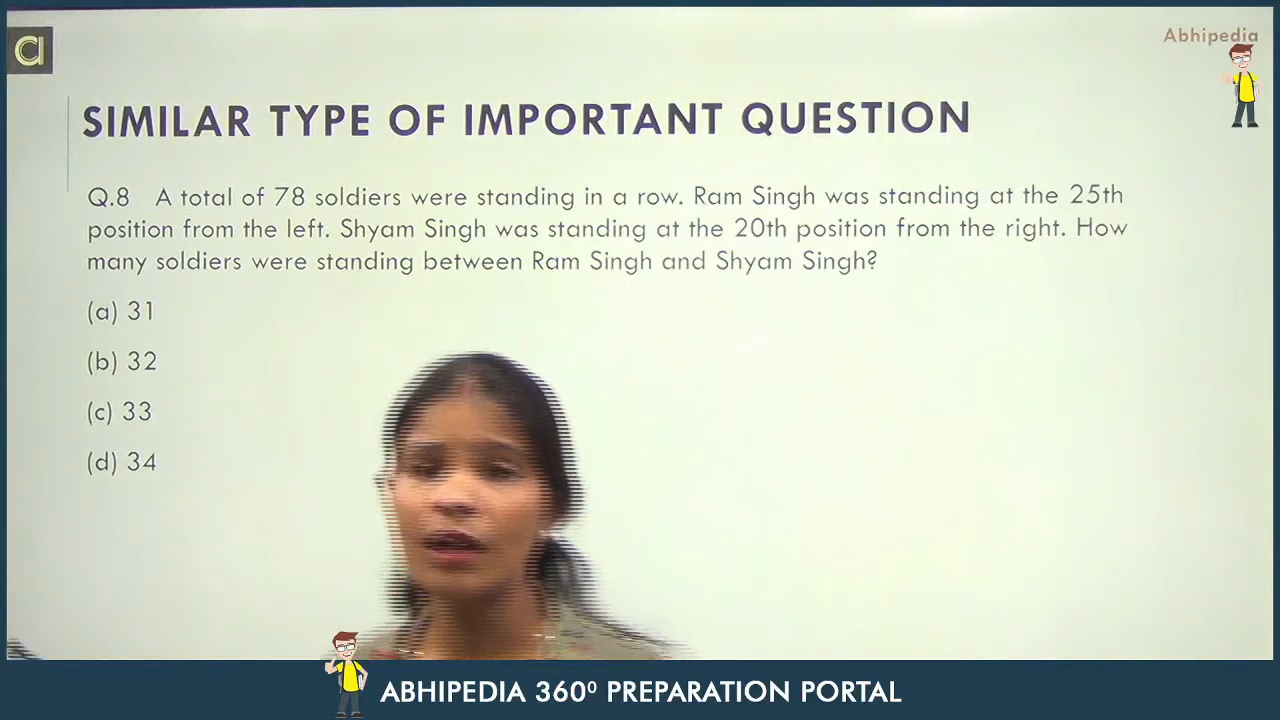 Abhipedia
SIMILAR TYPE OF IMPORTANT QUESTION
Q.8 A total of 78 soldiers were standing in a row. Ram Singh was standing at the 25th
position from the left. Shyam Singh was standing at the 20th position from the right. How
many soldiers were standing between Ram Singh and Shyam Singh?
(a) 31
(b) 32
(c) 33
(d) 34
ABHIPEDIA 360⁰ PREPARATION PORTAL